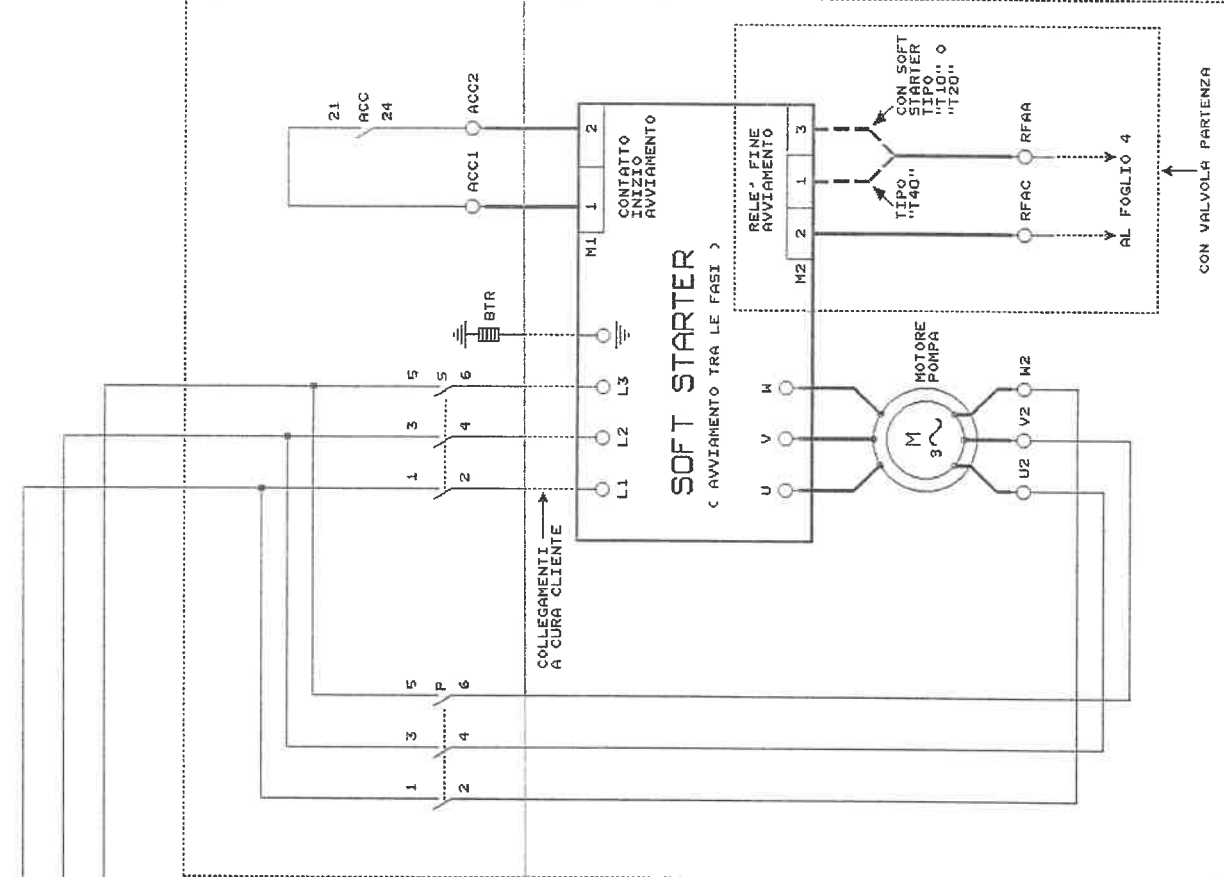 21
ACC
24
ACC1
ACC2
1
2
M1
CONTATTO
INIZIO
AVVIAMENTO
BTR
5
S
6
3
4
1
2
L1
L2
L3
SOFT STARTER
( AVVIAMENTO TRA LE FASI )
U
V
W
RELE' FINE
AVVIAMENTO
2
1
3
M2
TIPO
"T40"
CON SOFT
STARTER
TIPO
"T10" O
"T20"
RFAC
RFAA
AL FOGLIO 4
CON VALVOLA PARTENZA
MOTORE
POMPA
M
3
U2
V2
W2
COLLEGAMENTI
A CURA CLIENTE
5
P
6
3
4
1
2